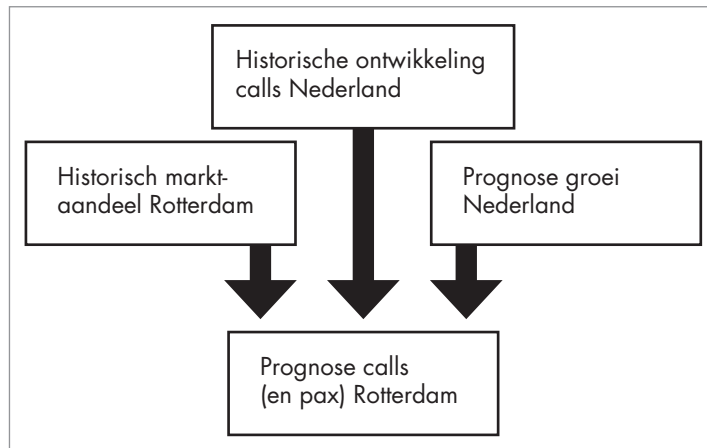 Historische ontwikkeling
calls Nederland
Historisch markt-
aandeel Rotterdam
Prognose groei
Nederland
Prognose calls
(en pax) Rotterdam